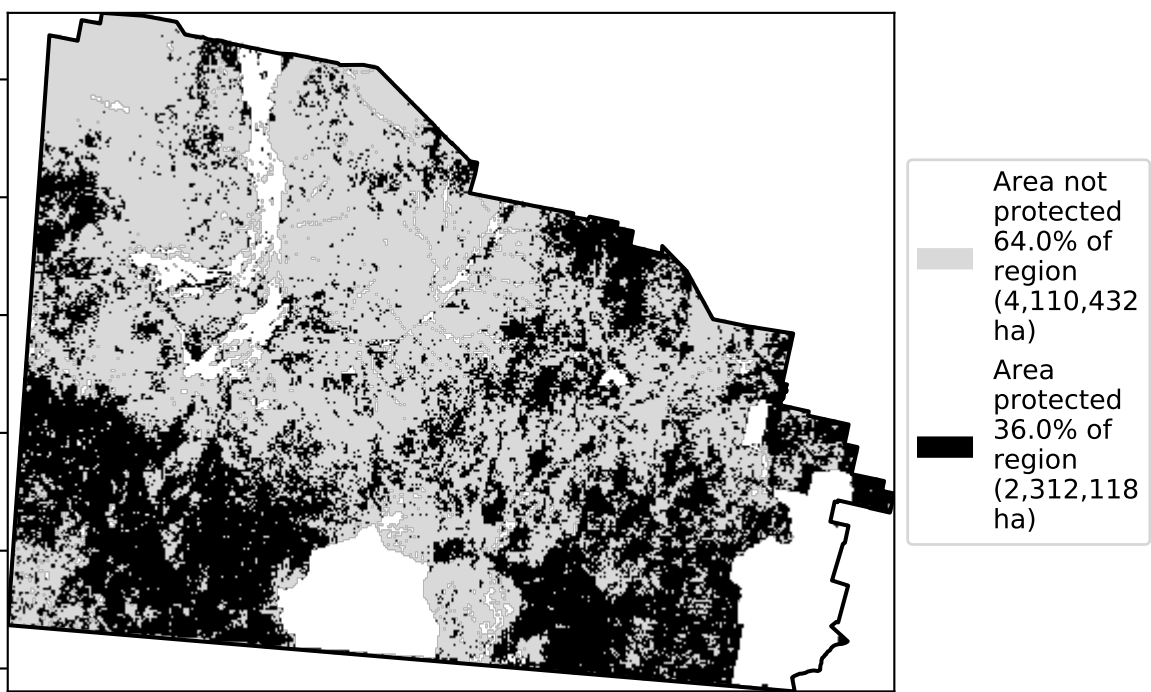 Area not
protected
64.0% of
region
(4,110,432
ha)
Area
protected
36.0% of
region
(2,312,118
ha)